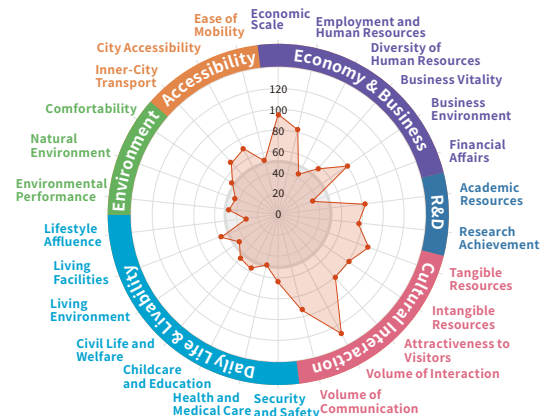 Economic
Scale
Employment and
Human Resources
Diversity of
Human Resources
Business Vitality
Business
Environment
Financial
Affairs
Academic
Resources
Research
Achievement
Tangible
Resources
Intangible
Resources
Attractiveness to
Visitors
Volume of Interaction
Volume of
Communication
Security
and Safety
Health and
Medical Care
Childcare
and Education
Civil Life and
Welfare
Living
Environment
Living
Facilities
Lifestyle
Affluence
Environmental
Performance
Natural
Environment
Comfortability
Inner-City
Transport
City Accessibility
Ease of
Mobility
Economy & Business
R&D
Cultural Interaction
Daily Life & Livability
Environment
Accessibility
120
100
80
60
40
20
0